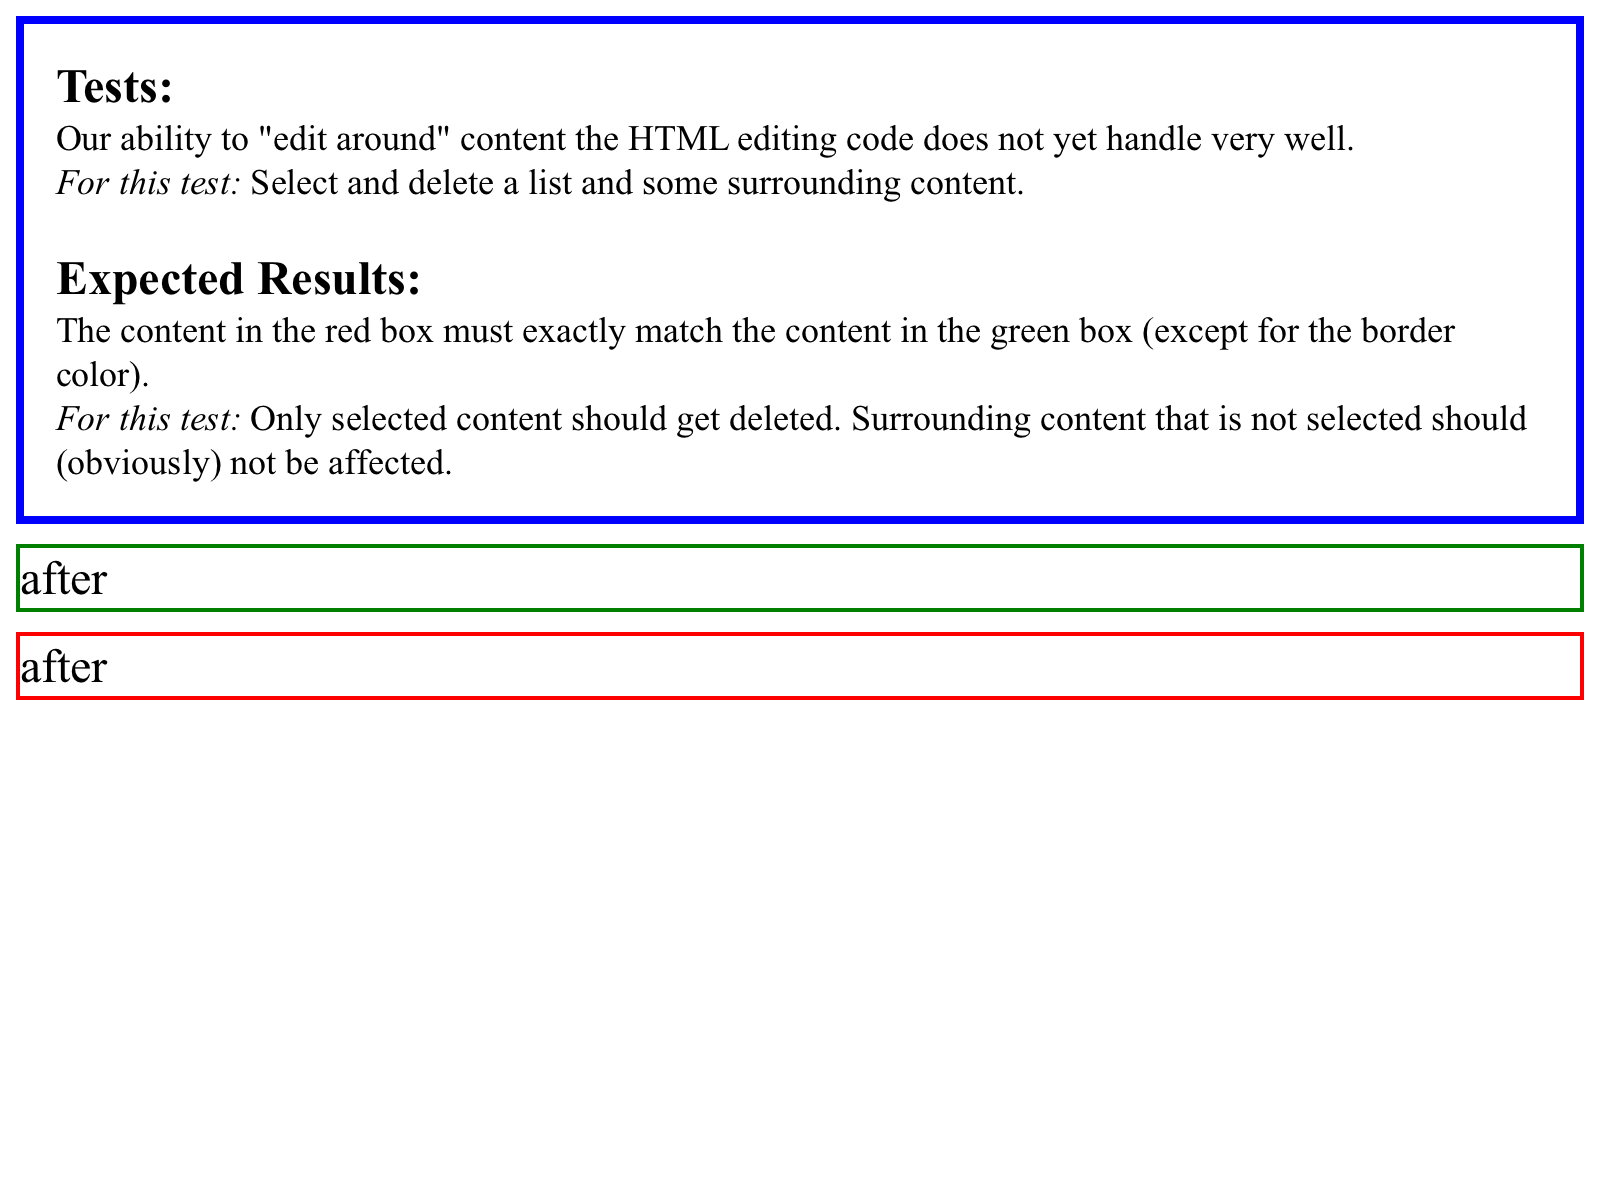 Tests:
Our ability to "edit around" content the HTML editing code does not yet handle very well.
For this test: Select and delete a list and some surrounding content.
Expected Results:
The content in the red box must exactly match the content in the green box (except for the border
color).
For this test: Only selected content should get deleted. Surrounding content that is not selected should
(obviously) not be affected.
after
after